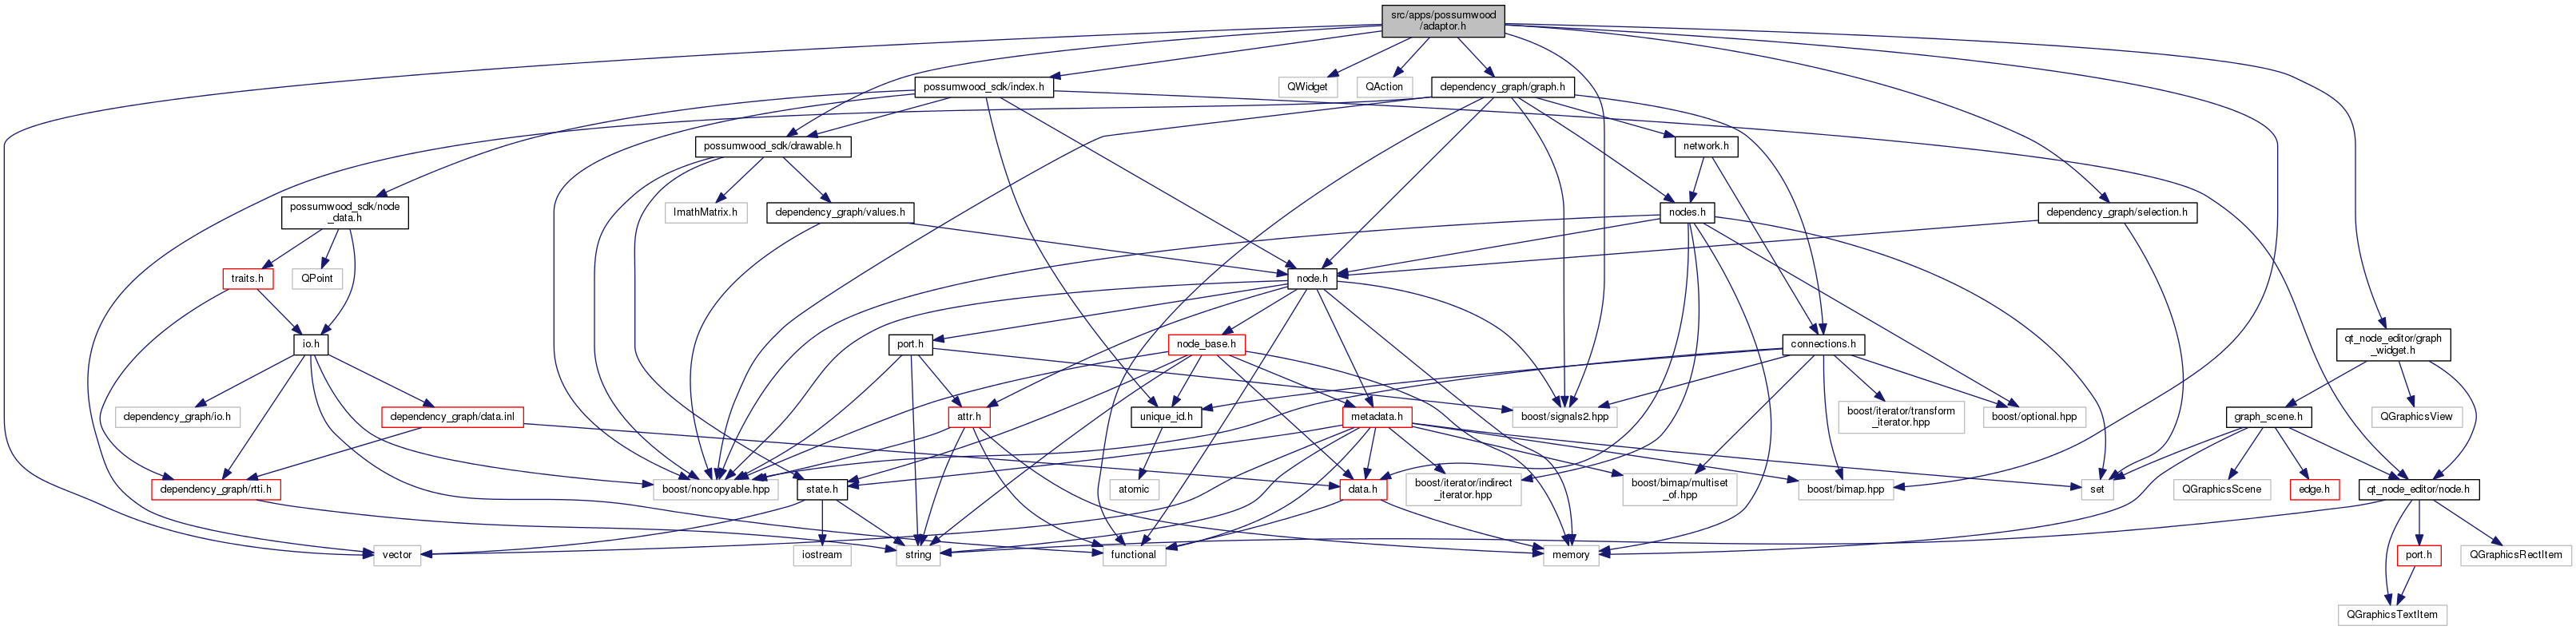 src/apps/possumwood
/adaptor.h
possumwood_sdk/index.h
QWidget
QAction
dependency_graph/graph.h
possumwood_sdk/drawable.h
network.h
possumwood_sdk/node
_data.h
ImathMatrix.h
dependency_graph/values.h
nodes.h
dependency_graph/selection.h
traits.h
QPoint
node.h
io.h
port.h
node_base.h
connections.h
qt_node_editor/graph
_widget.h
dependency_graph/io.h
dependency_graph/data.inl
attr.h
unique_id.h
metadata.h
boost/signals2.hpp
boost/iterator/transform
_iterator.hpp
boost/optional.hpp
graph_scene.h
QGraphicsView
dependency_graph/rtti.h
boost/noncopyable.hpp
state.h
atomic
data.h
boost/iterator/indirect
_iterator.hpp
boost/bimap/multiset
_of.hpp
boost/bimap.hpp
set
QGraphicsScene
edge.h
qt_node_editor/node.h
vector
iostream
string
functional
memory
port.h
QGraphicsRectItem
QGraphicsTextItem